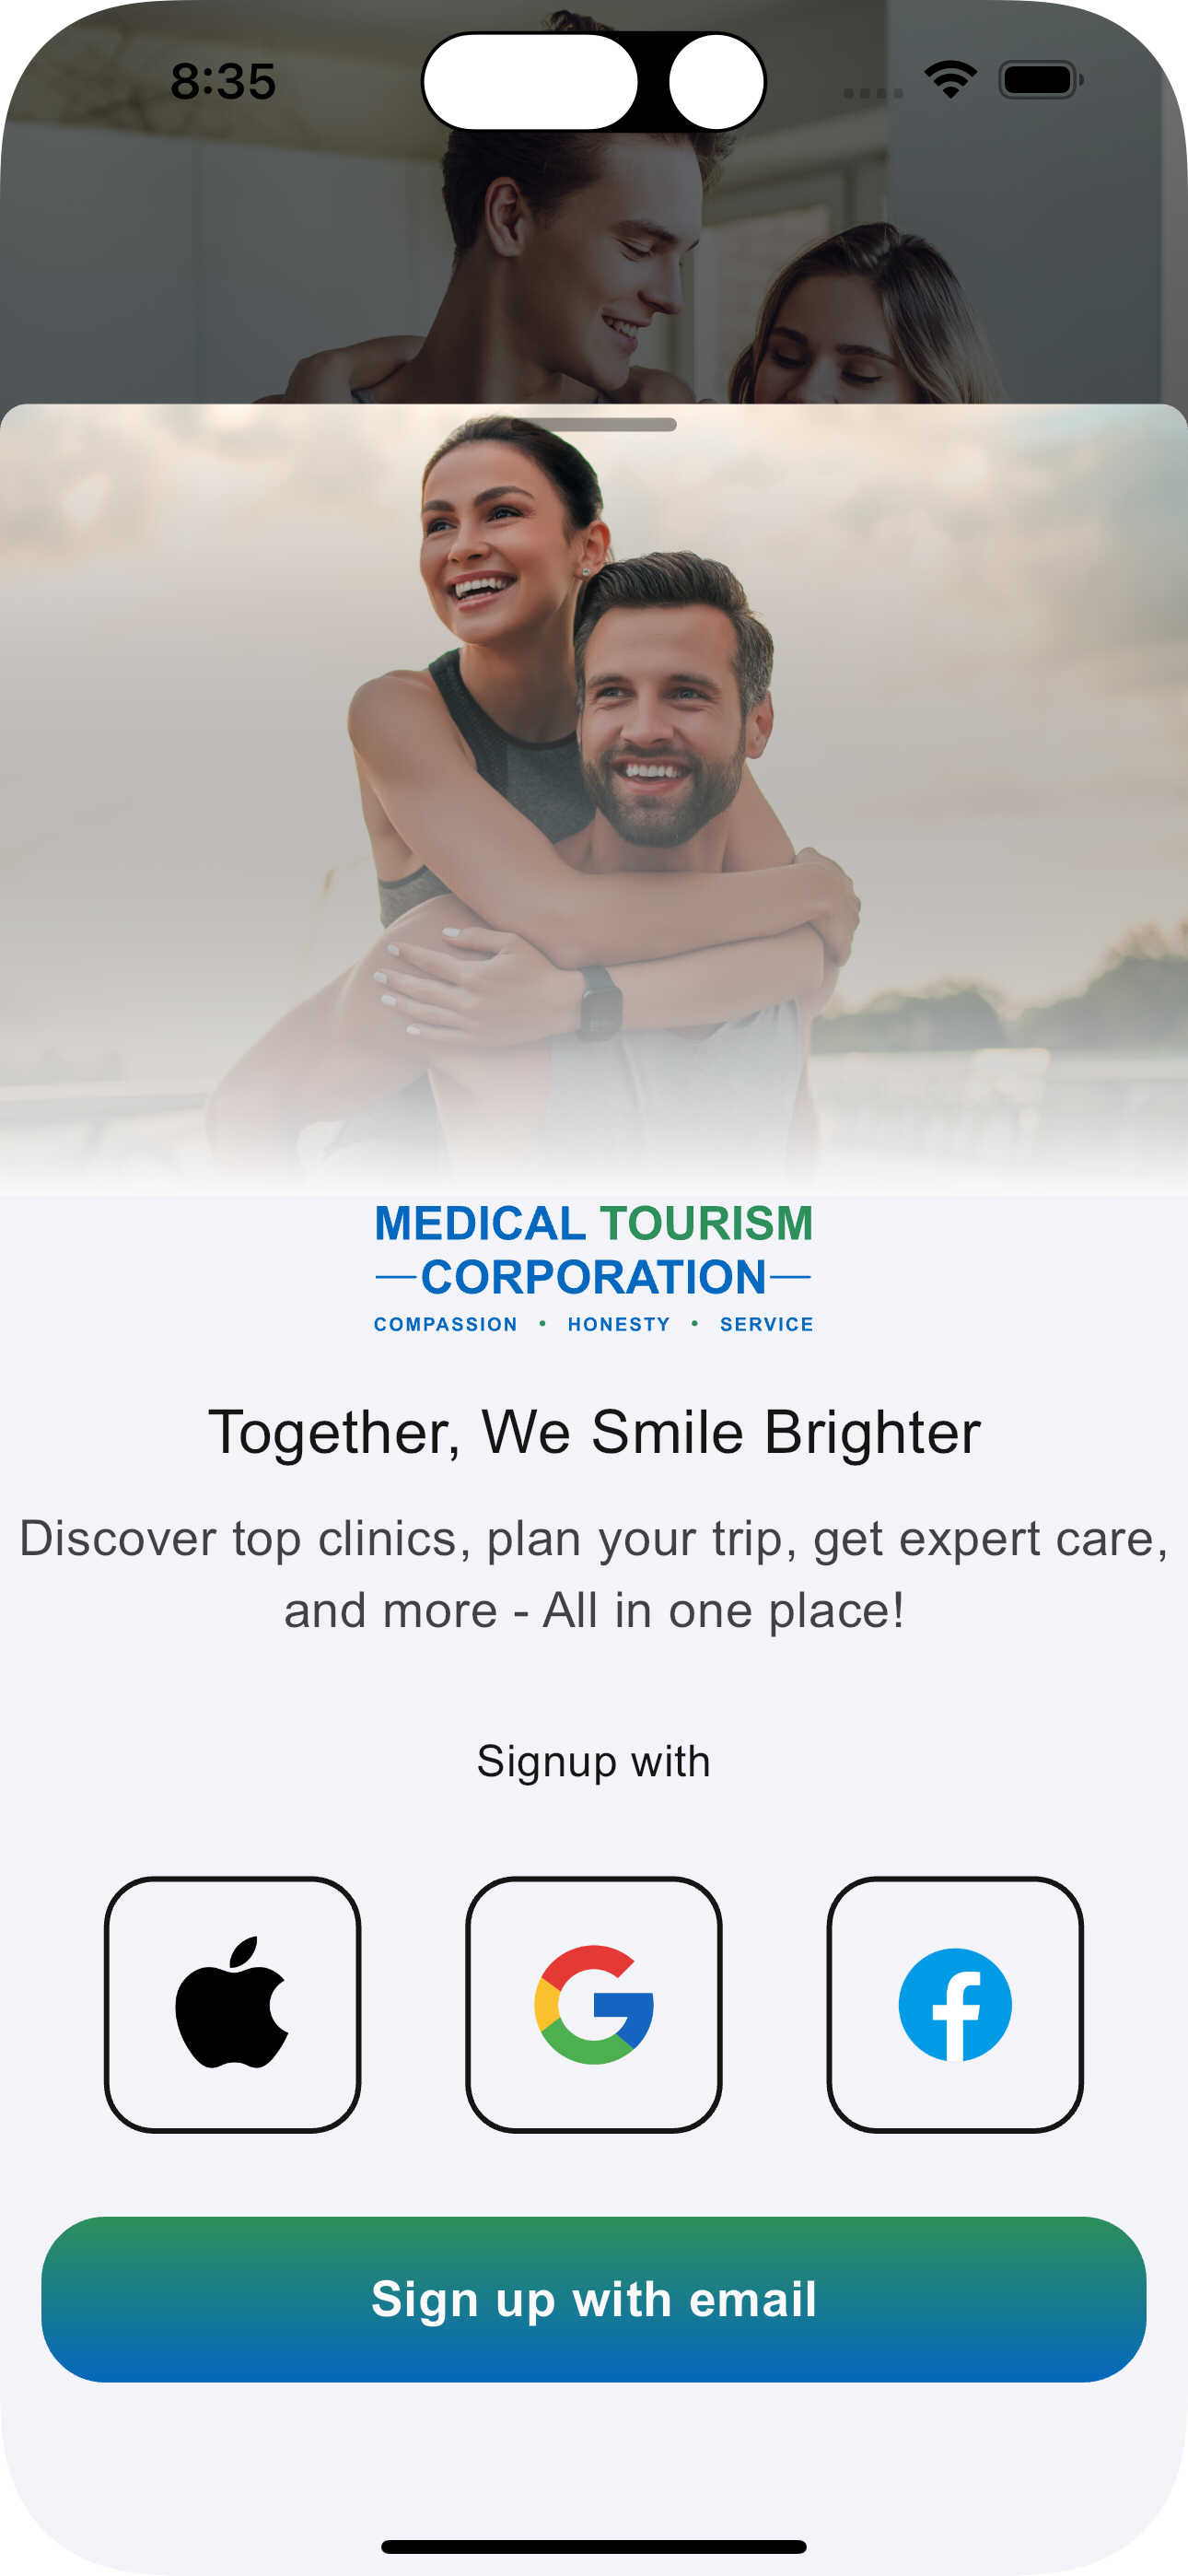 8:35
MEDICAL TOURISM
CORPORATION
COMPASSION • HONESTY • SERVICE
Together, We Smile Brighter
Discover top clinics, plan your trip, get expert care,
and more - All in one place!
Signup with
Sign up with email